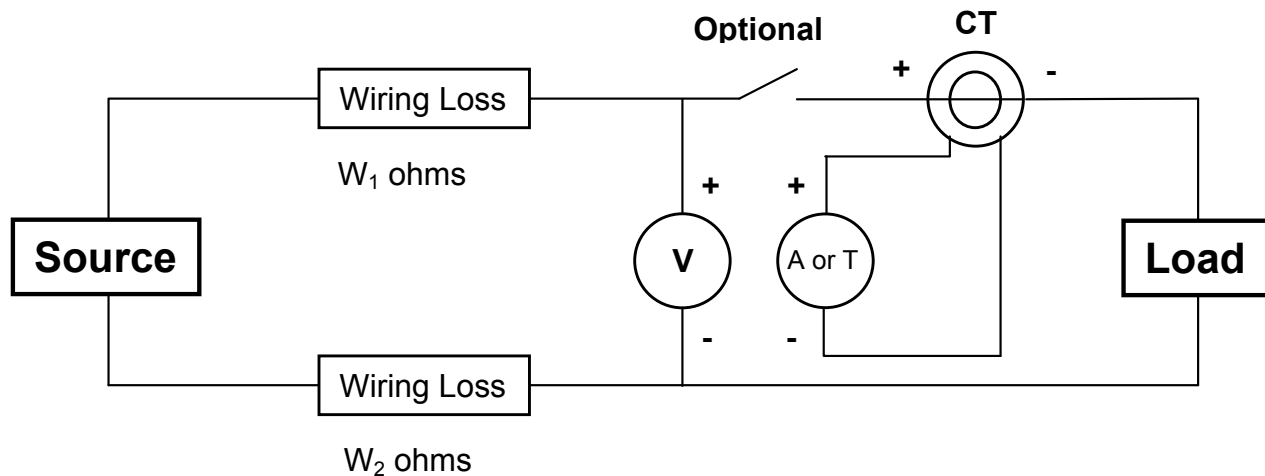 Optional
CT
+
-
Wiring Loss
W₁ ohms
+
+
Source
V
A or T
Load
-
-
Wiring Loss
W₂ ohms